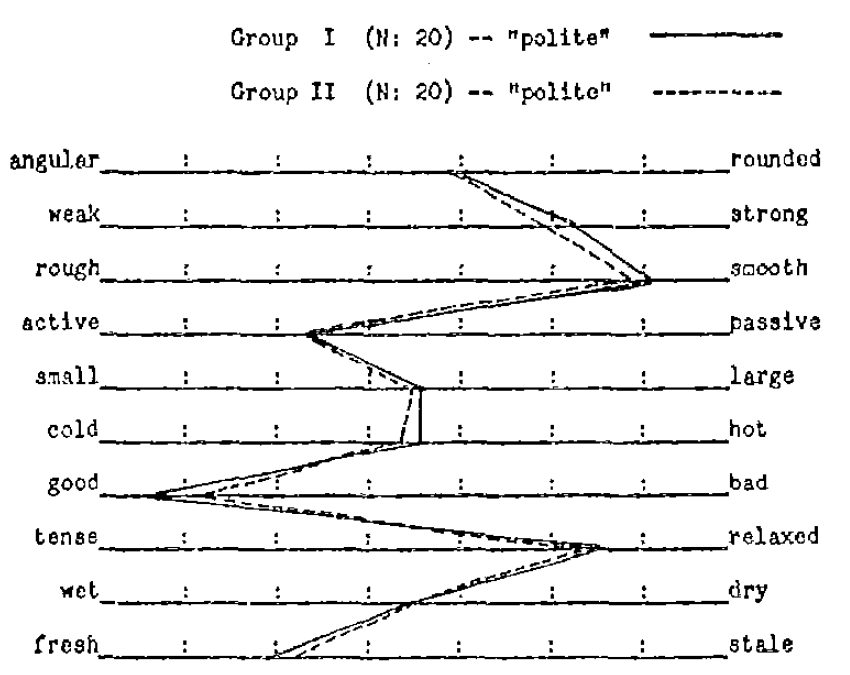 Group I (N: 20) -- "polite"
Group II (N: 20) -- "polite"
angular : : : : : : rounded
weak : : : : : : strong
rough : : : : : : smooth
active : : : : : : passive
small : : : : : : large
cold : : : : : : hot
good : : : : : : bad
tense : : : : : : relaxed
wet : : : : : : dry
fresh : : : : : : stale